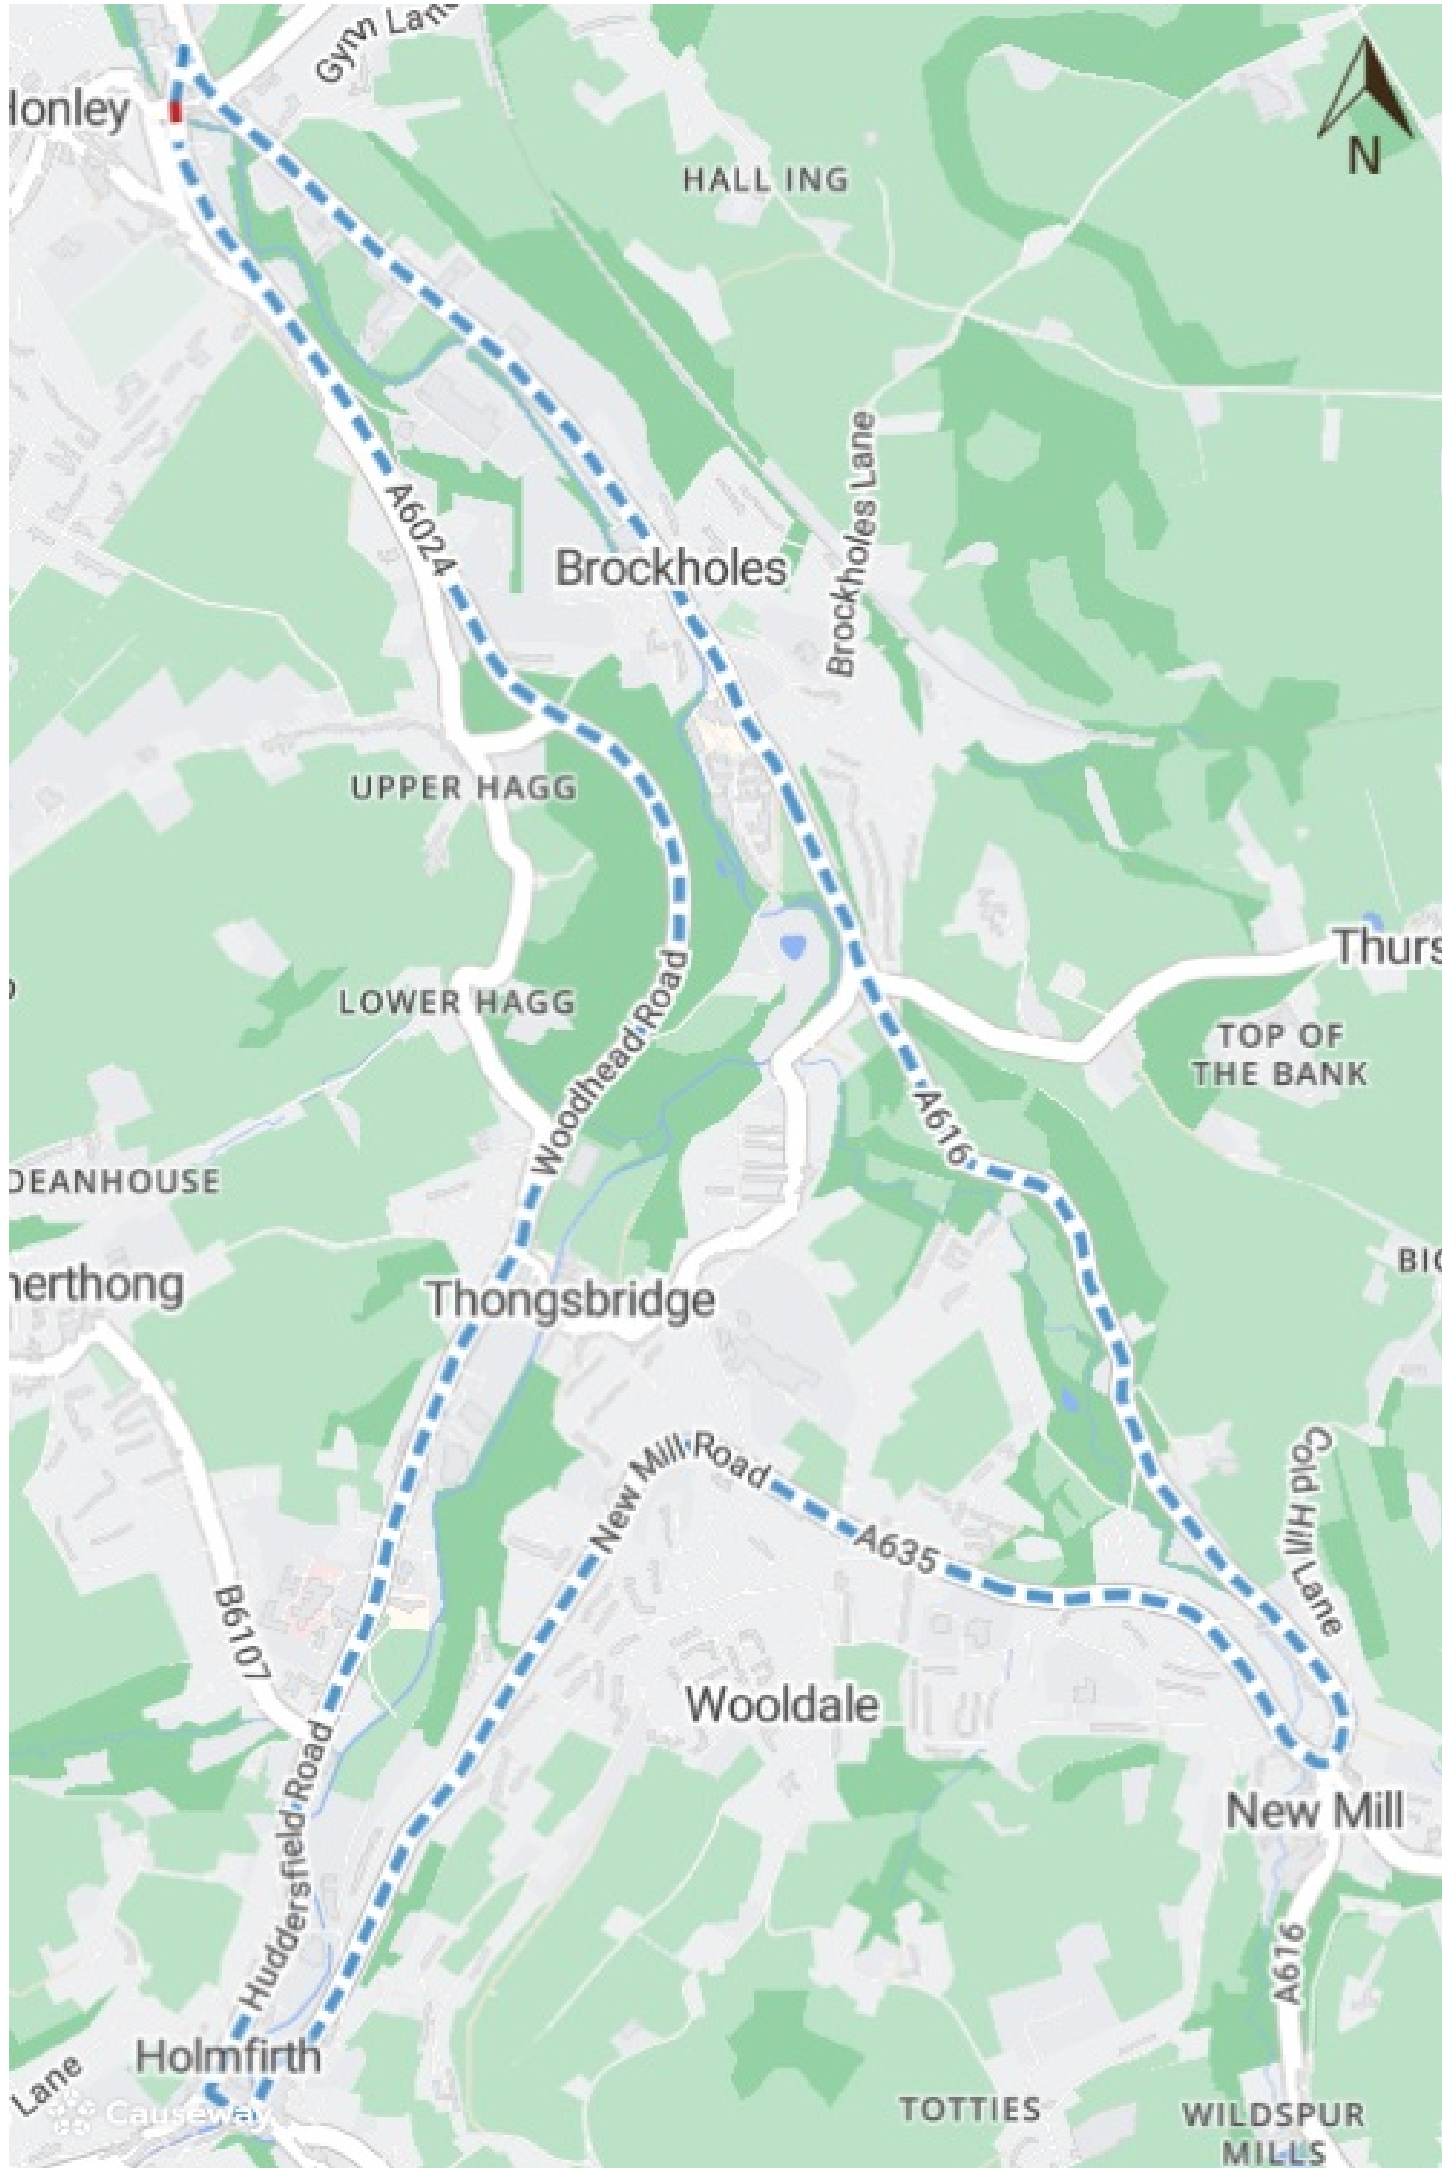 Gynn Lane
Honley
N
HALL ING
Brockholes Lane
A6024
Brockholes
UPPER HAGG
Thurs
LOWER HAGG
Woodhead Road
TOP OF
THE BANK
A616
DEANHOUSE
BIG
herthong
Thongsbridge
New Mill Road
Cold Hill Lane
A635
B6107
Wooldale
Huddersfield Road
New Mill
A616
Holmfirth
Lane
Causeway
TOTTIES
WILDSPUR
MILLS